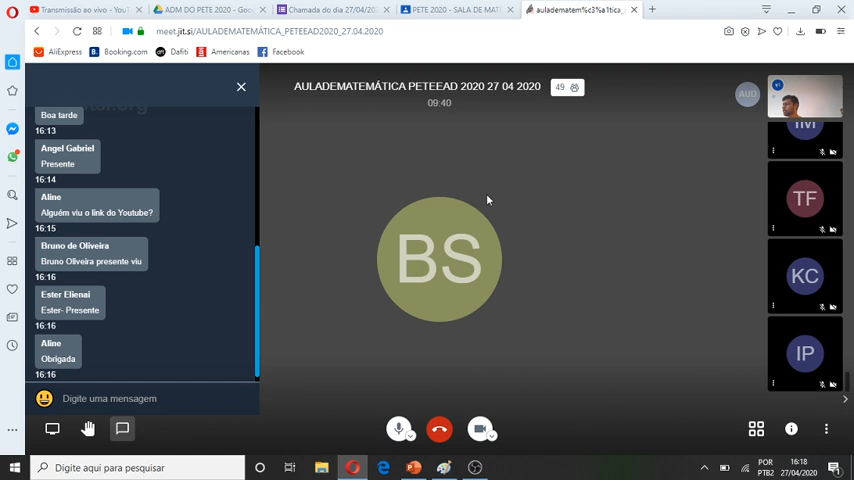 Transmissão ao vivo - YouT
ADM DO PETE 2020 - Goog
Chamada do dia 27/04/20
PETE 2020 - SALA DE MATE
auladematem%c3%a1tica_
meet.jit.si/AULADEMATEMÁTICA_PETEEAD2020_27.04.2020
AliExpress
B. Booking.com
Dafiti
Americanas
Facebook
AULADEMATEMÁTICA PETEEAD 2020 27 04 2020
49
09:40
AUD
Boa tarde
16:13
Angel Gabriel
Presente
16:14
Aline
Alguém viu o link do Youtube?
16:15
Bruno de Oliveira
Bruno Oliveira presente viu
16:16
Ester Elienai
Ester- Presente
16:16
Aline
Obrigada
16:16
Digite uma mensagem
BS
TF
KC
IP
Digite aqui para pesquisar
POR
PTB2
16:18
27/04/2020